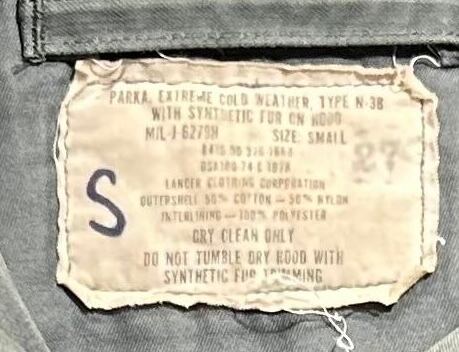 PARKA, EXTREME COLD WEATHER, TYPE N-3B
WITH SYNTHETIC FUR ON HOOD
MIL-J-6279H SIZE: SMALL
LANCER CLOTHING CORPORATION
OUTERSHELL 50% COTTON — 50% NYLON
INTERLINING — 100% POLYESTER
DRY CLEAN ONLY
DO NOT TUMBLE DRY HOOD WITH
SYNTHETIC FUR TRIMMING
S